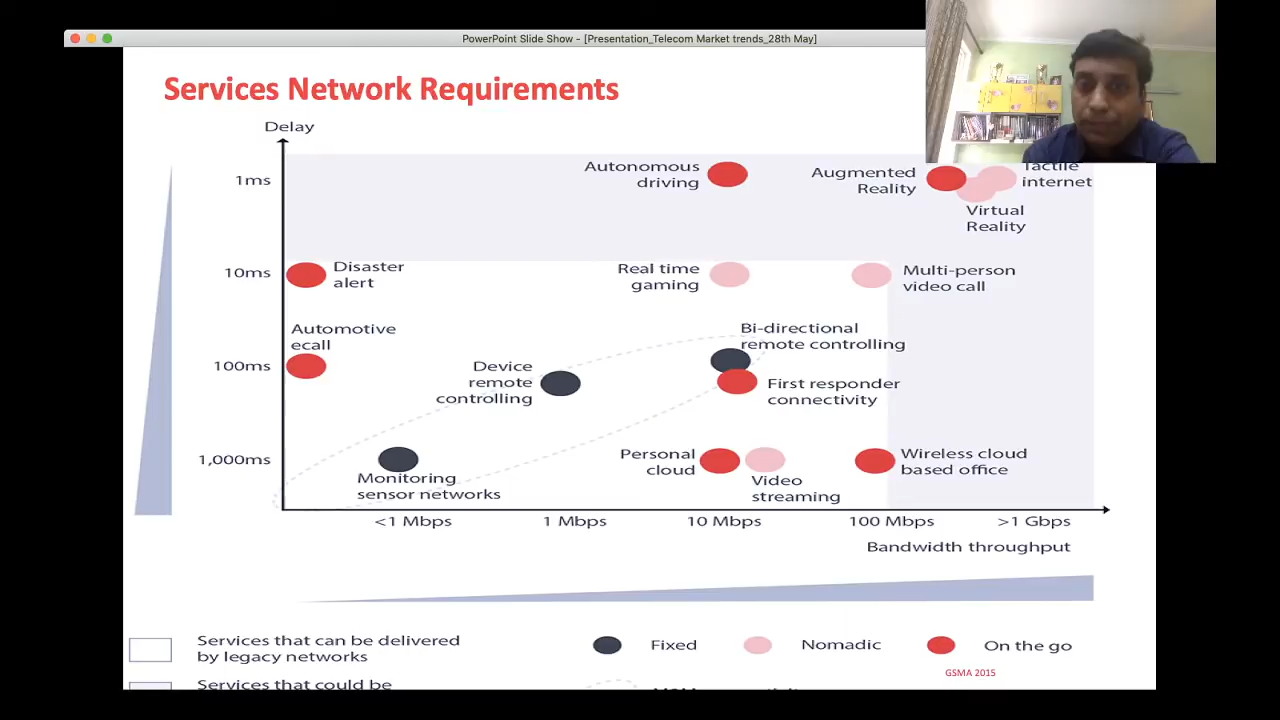 PowerPoint Slide Show - [Presentation_Telecom Market trends_28th May]
Services Network Requirements
Delay
1ms
Autonomous
driving
Augmented
Reality
Tactile
internet
Virtual
Reality
10ms
Disaster
alert
Real time
gaming
Multi-person
video call
Automotive
ecall
100ms
Device
remote
controlling
Bi-directional
remote controlling
First responder
connectivity
1,000ms
Monitoring
sensor networks
Personal
cloud
Video
streaming
Wireless cloud
based office
<1 Mbps
1 Mbps
10 Mbps
100 Mbps
>1 Gbps
Bandwidth throughput
Services that can be delivered
by legacy networks
Fixed
Nomadic
On the go
Services that could be
GSMA 2015